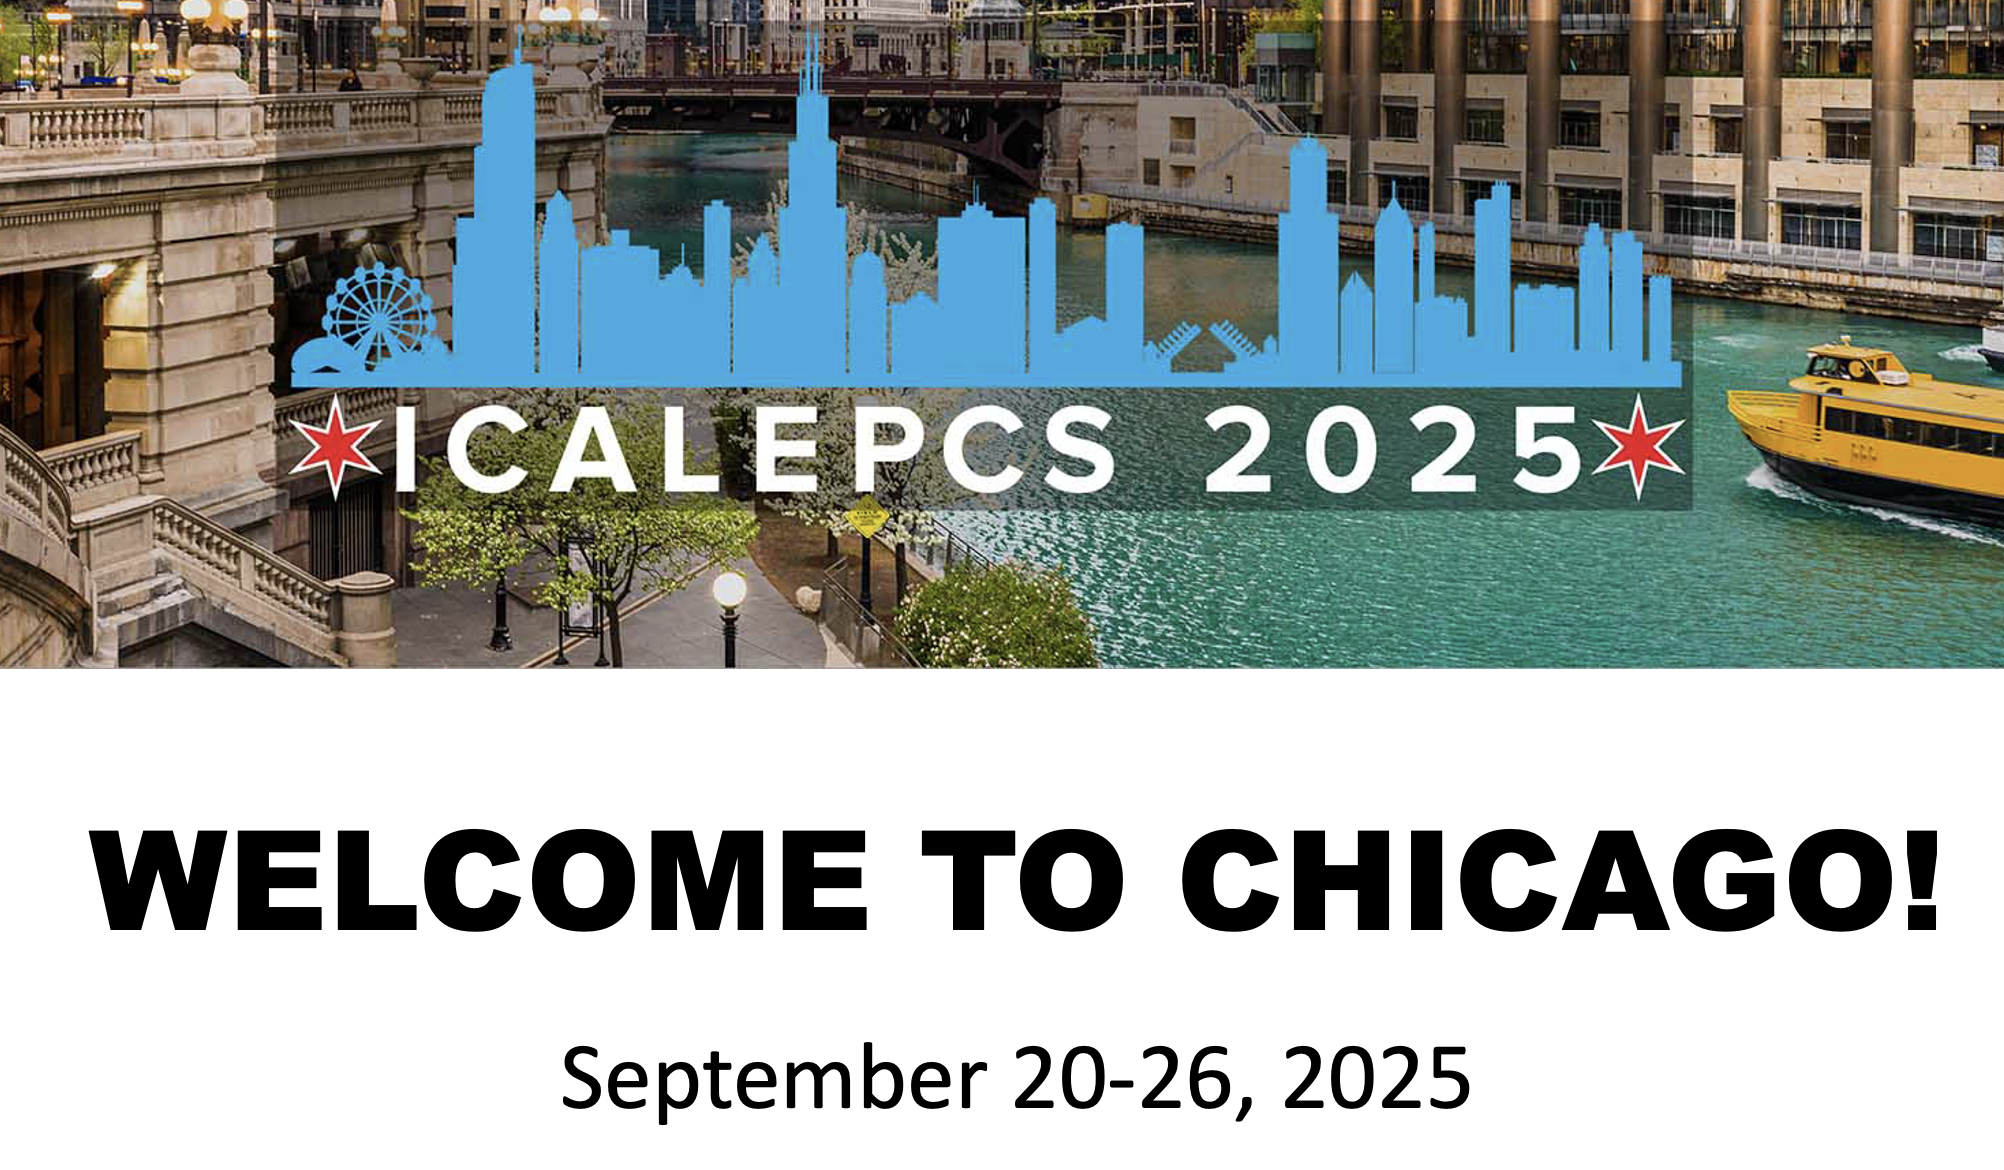 ICALEPCS 2025
WELCOME TO CHICAGO!
September 20-26, 2025